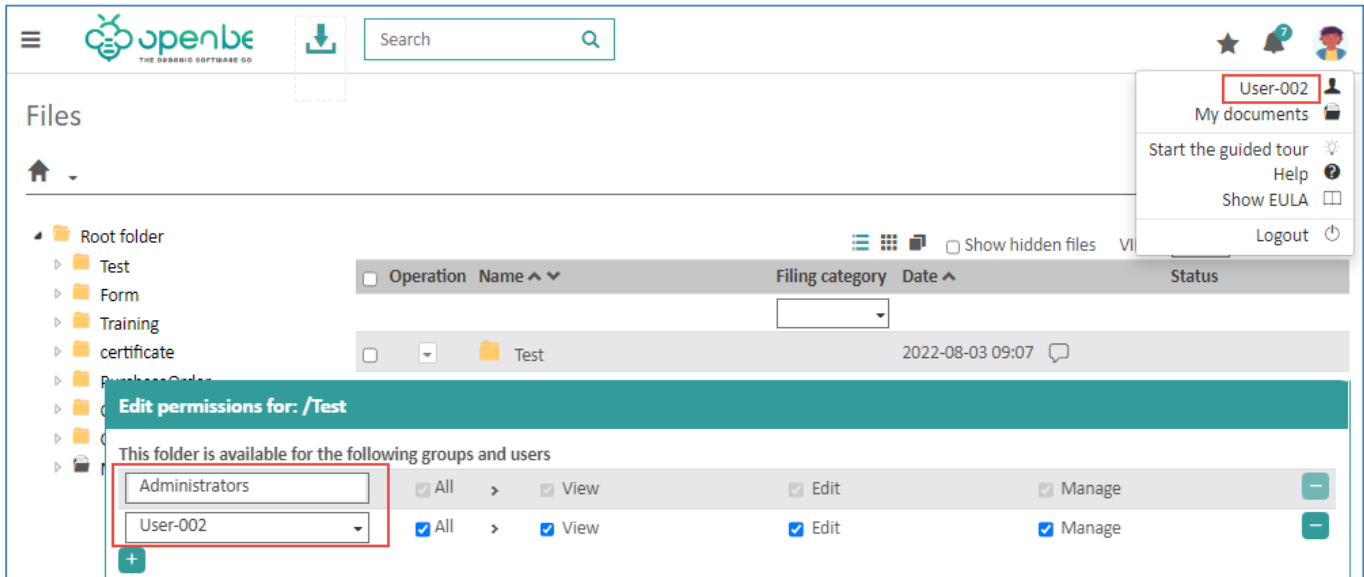 openbe
THE ORGANIC SOFTWARE GO
Search
7
User-002
My documents
Start the guided tour
Help
Show EULA
Logout
Files
Root folder
Test
Form
Training
certificate
Show hidden files
Operation Name Filing category Date Status
Test 2022-08-03 09:07
Edit permissions for: /Test
This folder is available for the following groups and users
Administrators All > View Edit Manage −
User-002 All > View Edit Manage −
+